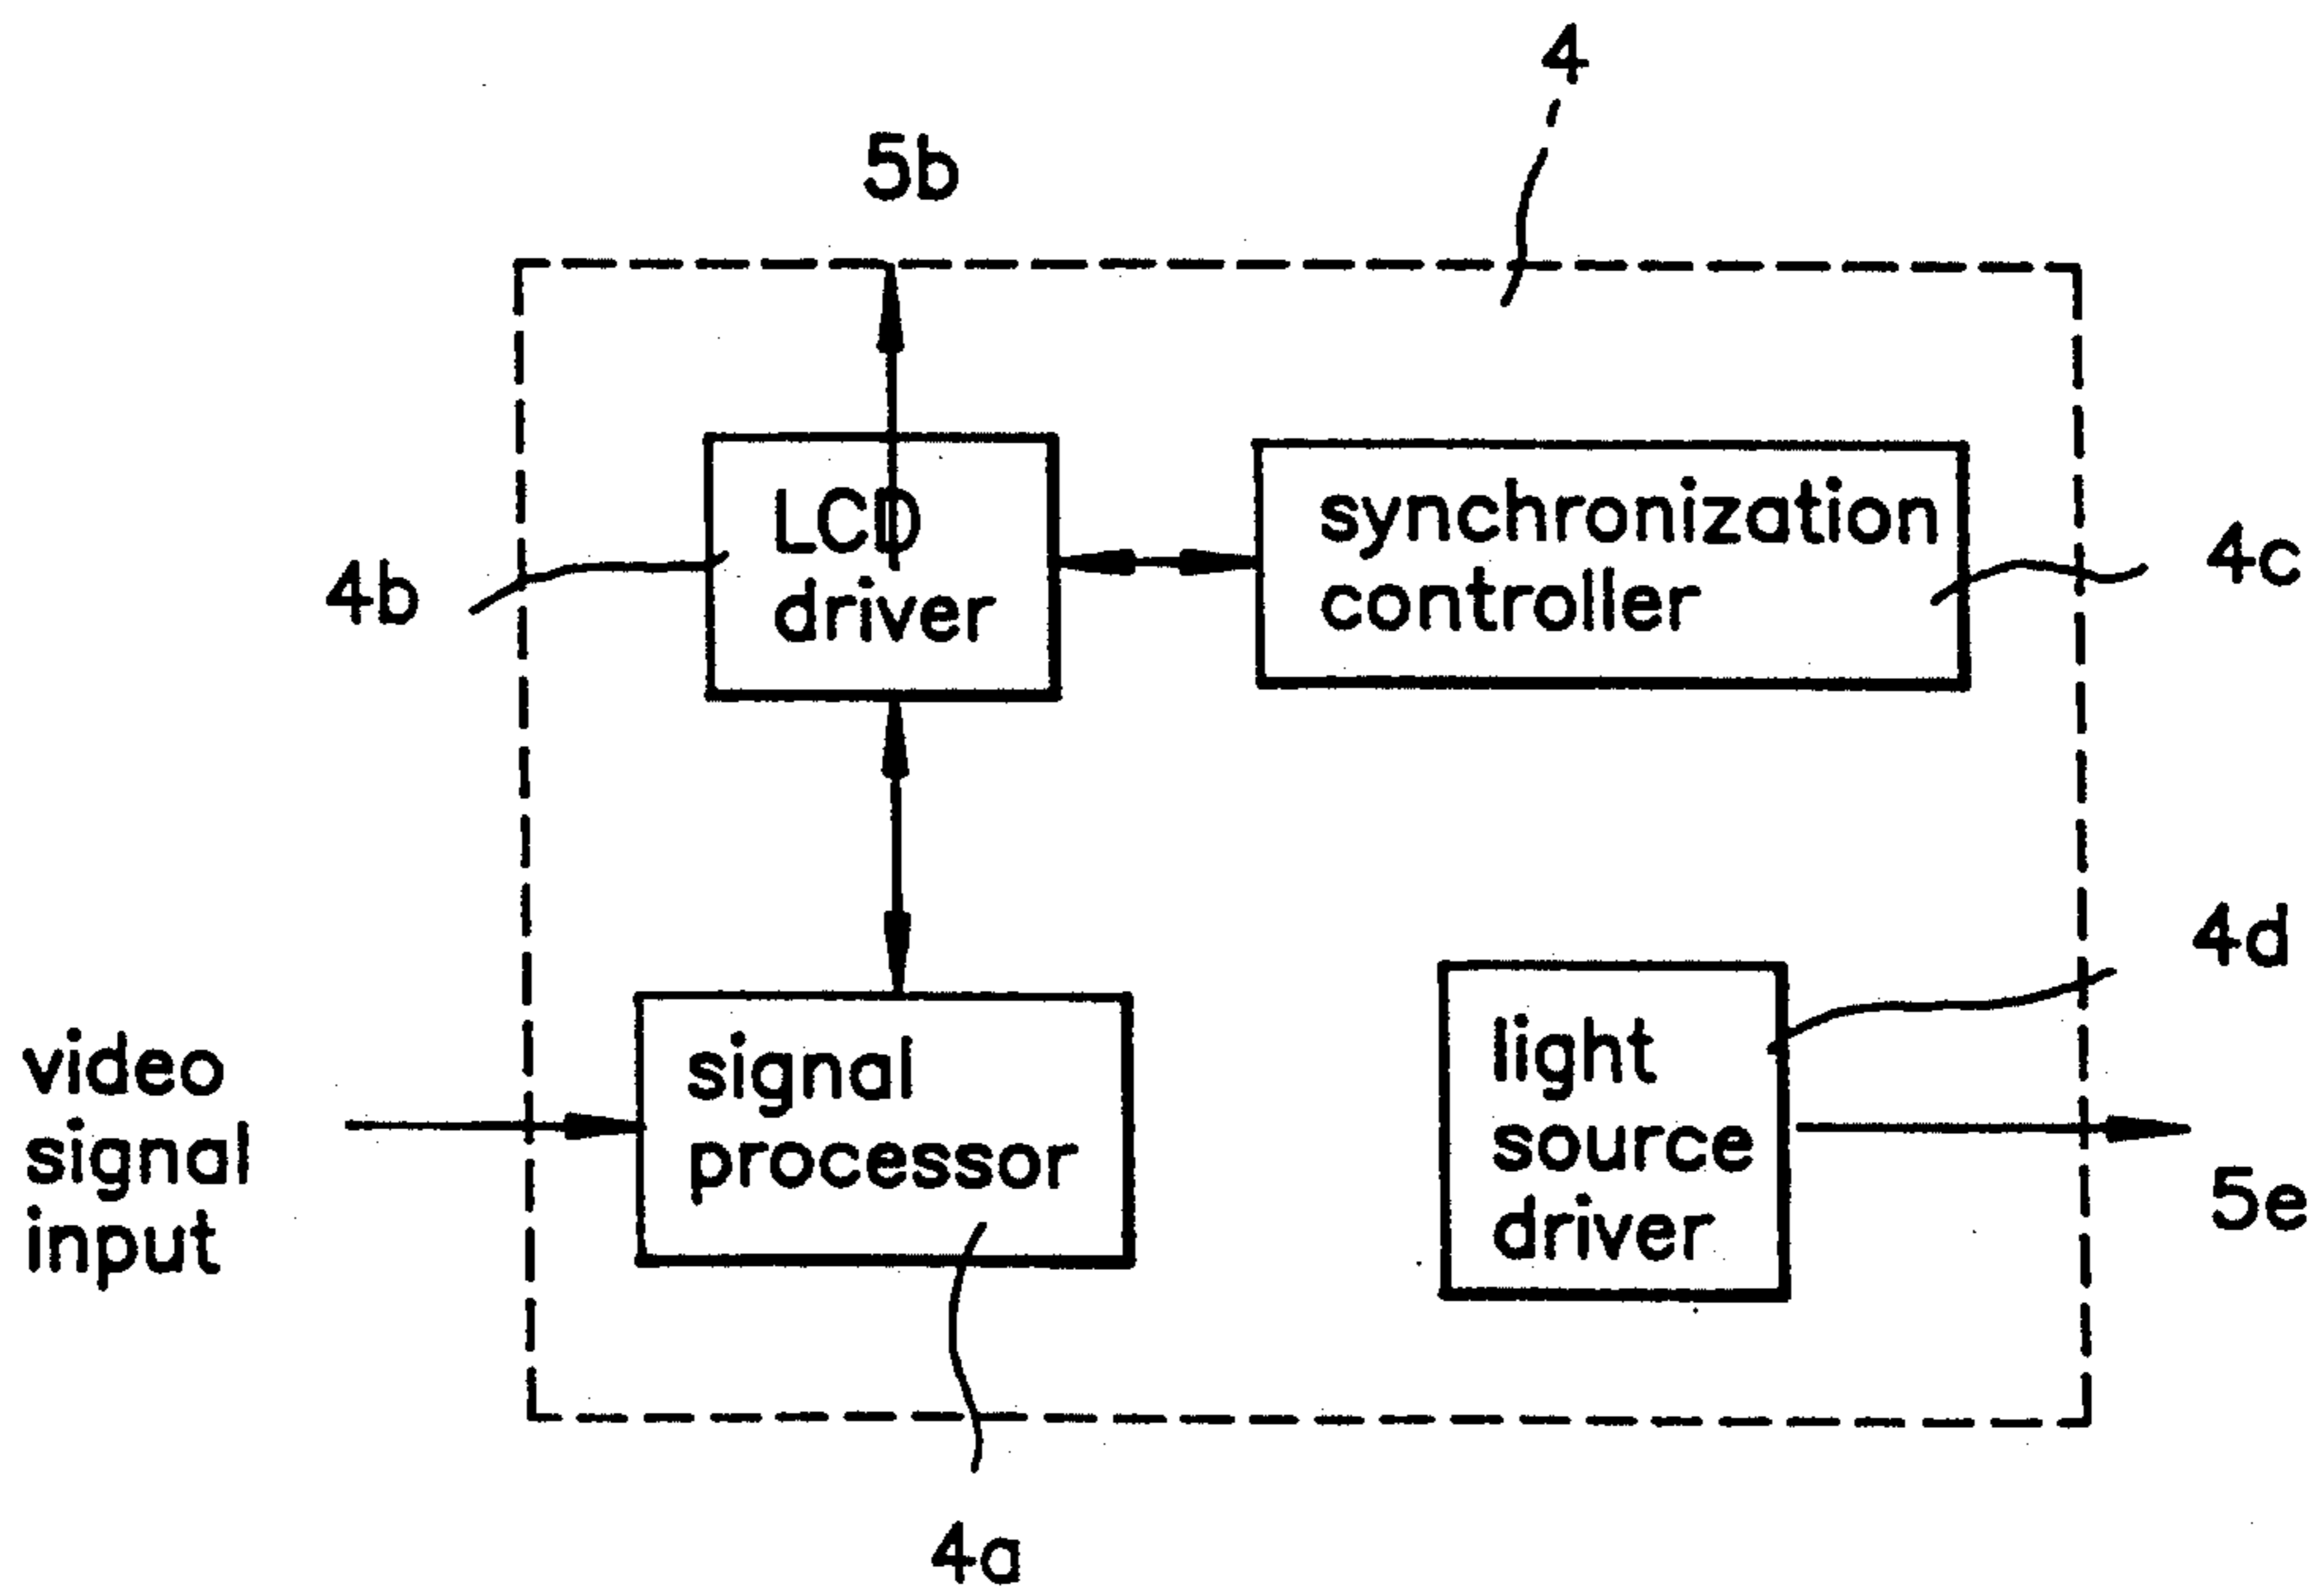 4
5b
LCD
driver
synchronization
controller
4b
4c
4d
video
signal
input
signal
processor
light
source
driver
5e
4a